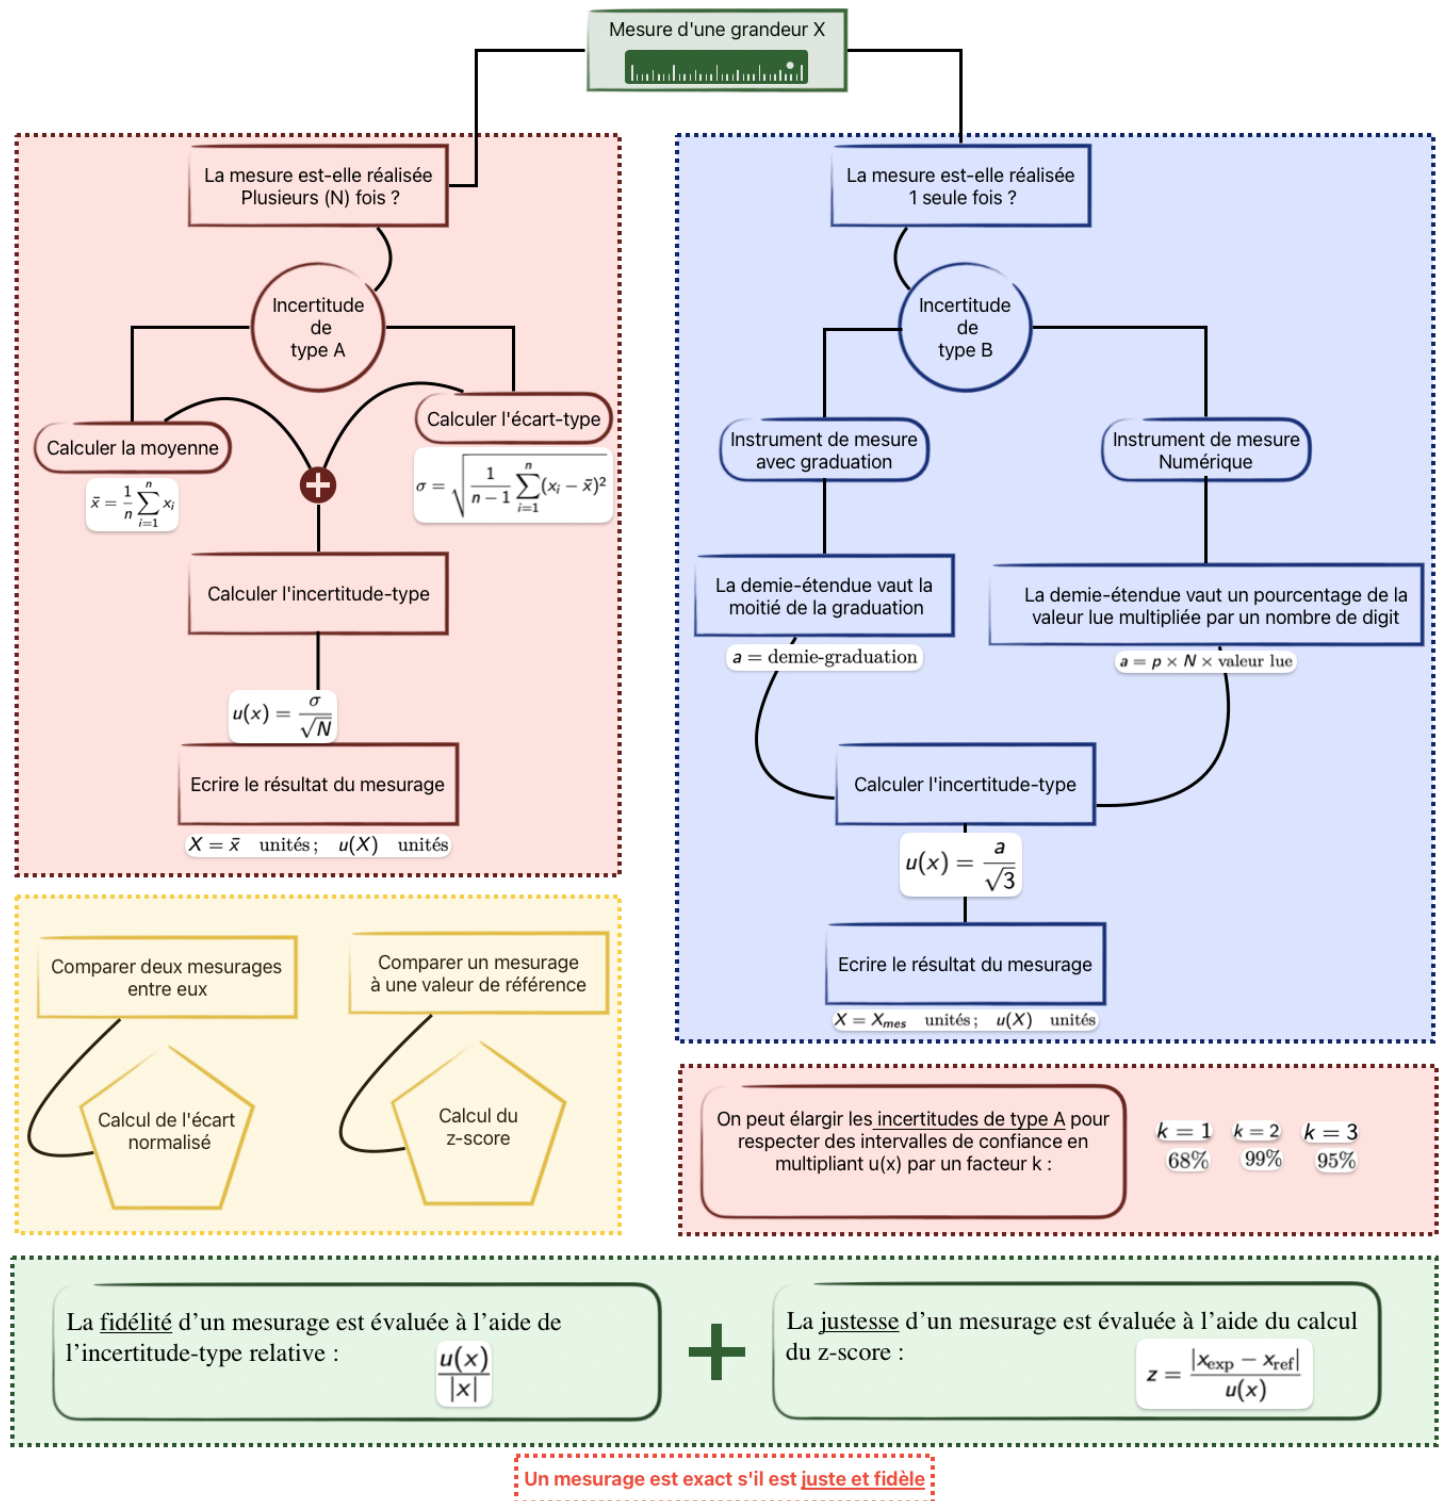 Mesure d'une grandeur X
La mesure est-elle réalisée
Plusieurs (N) fois ?
Incertitude
de
type A
Calculer la moyenne
x̄ = 1/n ∑_{i=1}^{n} x_i
Calculer l'écart-type
σ = √(1/(n − 1) ∑_{i=1}^{n} (x_i − x̄)²)
Calculer l'incertitude-type
u(x) = σ/√N
Ecrire le résultat du mesurage
X = x̄ unités ; u(X) unités
La mesure est-elle réalisée
1 seule fois ?
Incertitude
de
type B
Instrument de mesure
avec graduation
Instrument de mesure
Numérique
La demie-étendue vaut la
moitié de la graduation
a = demie-graduation
La demie-étendue vaut un pourcentage de la
valeur lue multipliée par un nombre de digit
a = p × N × valeur lue
Calculer l'incertitude-type
u(x) = a/√3
Ecrire le résultat du mesurage
X = X_mes unités ; u(X) unités
Comparer deux mesurages
entre eux
Calcul de l'écart
normalisé
Comparer un mesurage
à une valeur de référence
Calcul du
z-score
On peut élargir les incertitudes de type A pour
respecter des intervalles de confiance en
multipliant u(x) par un facteur k :
k = 1 k = 2 k = 3
68% 99% 95%
La fidélité d’un mesurage est évaluée à l’aide de
l’incertitude-type relative :
u(x)/|x|
La justesse d’un mesurage est évaluée à l’aide du calcul
du z-score :
z = |x_exp − x_ref|/u(x)
Un mesurage est exact s'il est juste et fidèle